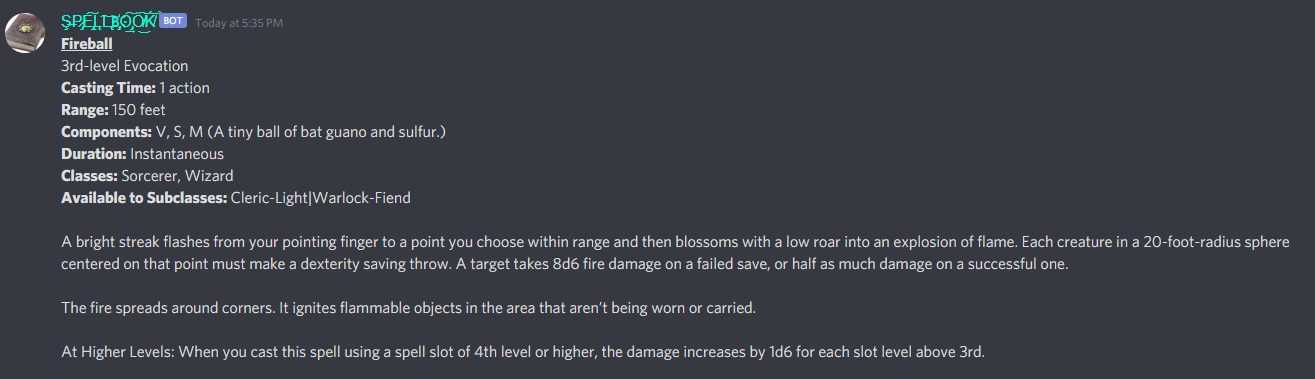 SPELLBOOK BOT Today at 5:35 PM
Fireball
3rd-level Evocation
Casting Time: 1 action
Range: 150 feet
Components: V, S, M (A tiny ball of bat guano and sulfur.)
Duration: Instantaneous
Classes: Sorcerer, Wizard
Available to Subclasses: Cleric-Light|Warlock-Fiend
A bright streak flashes from your pointing finger to a point you choose within range and then blossoms with a low roar into an explosion of flame. Each creature in a 20-foot-radius sphere
centered on that point must make a dexterity saving throw. A target takes 8d6 fire damage on a failed save, or half as much damage on a successful one.
The fire spreads around corners. It ignites flammable objects in the area that aren’t being worn or carried.
At Higher Levels: When you cast this spell using a spell slot of 4th level or higher, the damage increases by 1d6 for each slot level above 3rd.